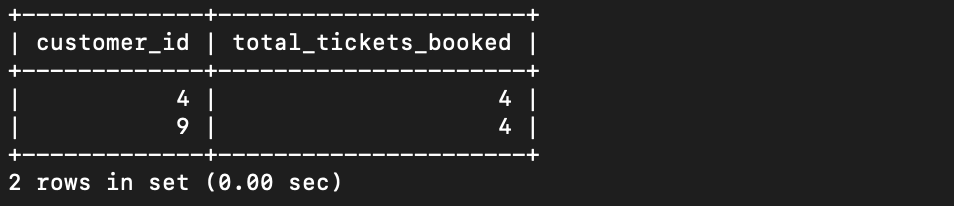 +-------------+----------------------+
| customer_id | total_tickets_booked |
+-------------+----------------------+
|           4 |                    4 |
|           9 |                    4 |
+-------------+----------------------+
2 rows in set (0.00 sec)